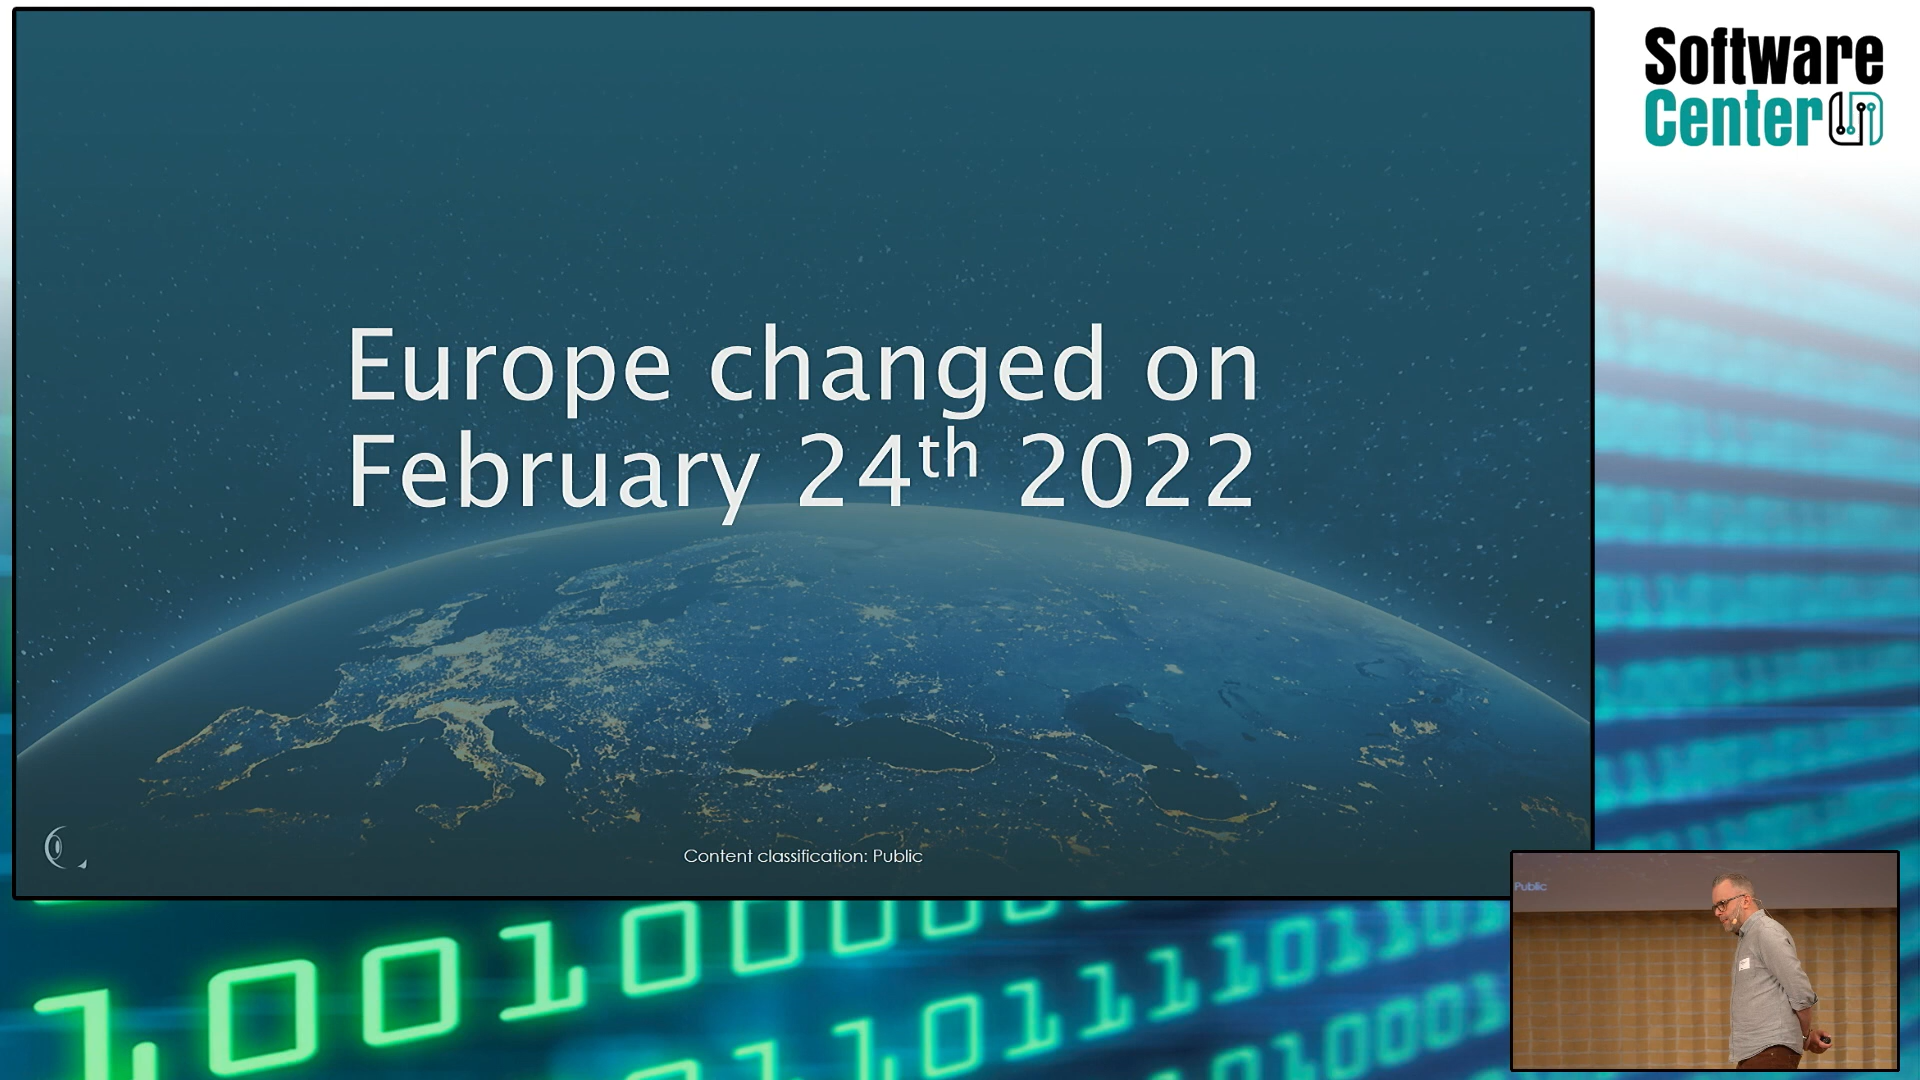 Software
Center
Europe changed on
February 24th 2022
Content classification: Public
Public